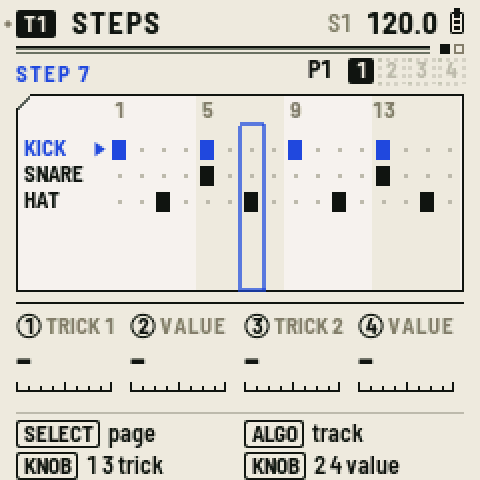 T1 STEPS S1 120.0
STEP 7 P1 1 2 3 4
1 5 9 13
KICK
SNARE
HAT
1 TRICK 1 2 VALUE 3 TRICK 2 4 VALUE
– – – –
SELECT page ALGO track
KNOB 1 3 trick KNOB 2 4 value